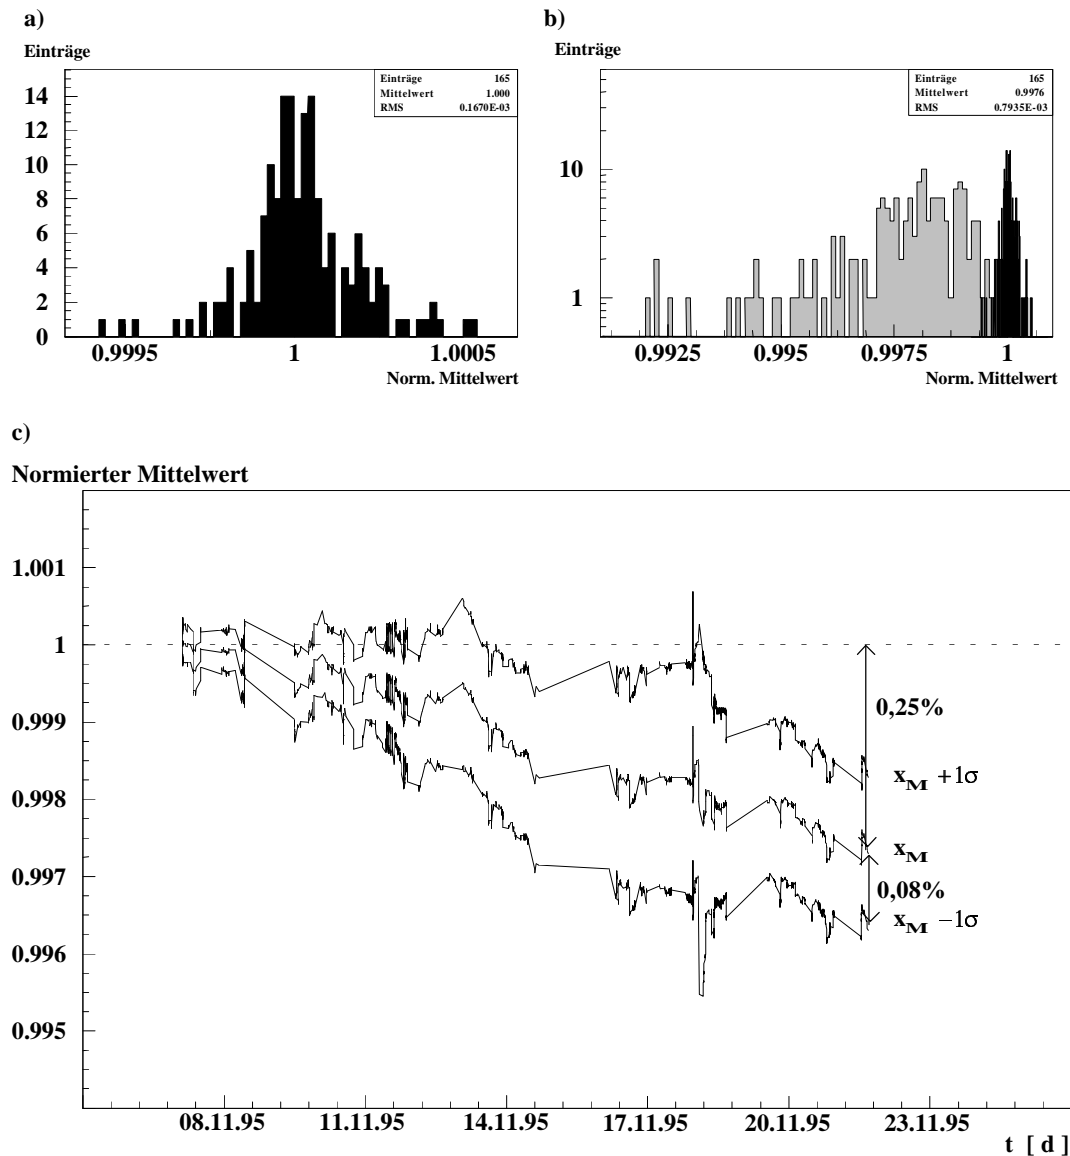 a)
Einträge
Einträge 165
Mittelwert 1.000
RMS 0.1670E-03
14
12
10
8
6
4
2
0
0.9995 1 1.0005
Norm. Mittelwert
b)
Einträge
Einträge 165
Mittelwert 0.9976
RMS 0.7935E-03
10
1
0.9925 0.995 0.9975 1
Norm. Mittelwert
c)
Normierter Mittelwert
1.001
1
0.999
0.998
0.997
0.996
0.995
0,25%
x_M +1σ
x_M
0,08%
x_M −1σ
08.11.95 11.11.95 14.11.95 17.11.95 20.11.95 23.11.95
t [ d ]